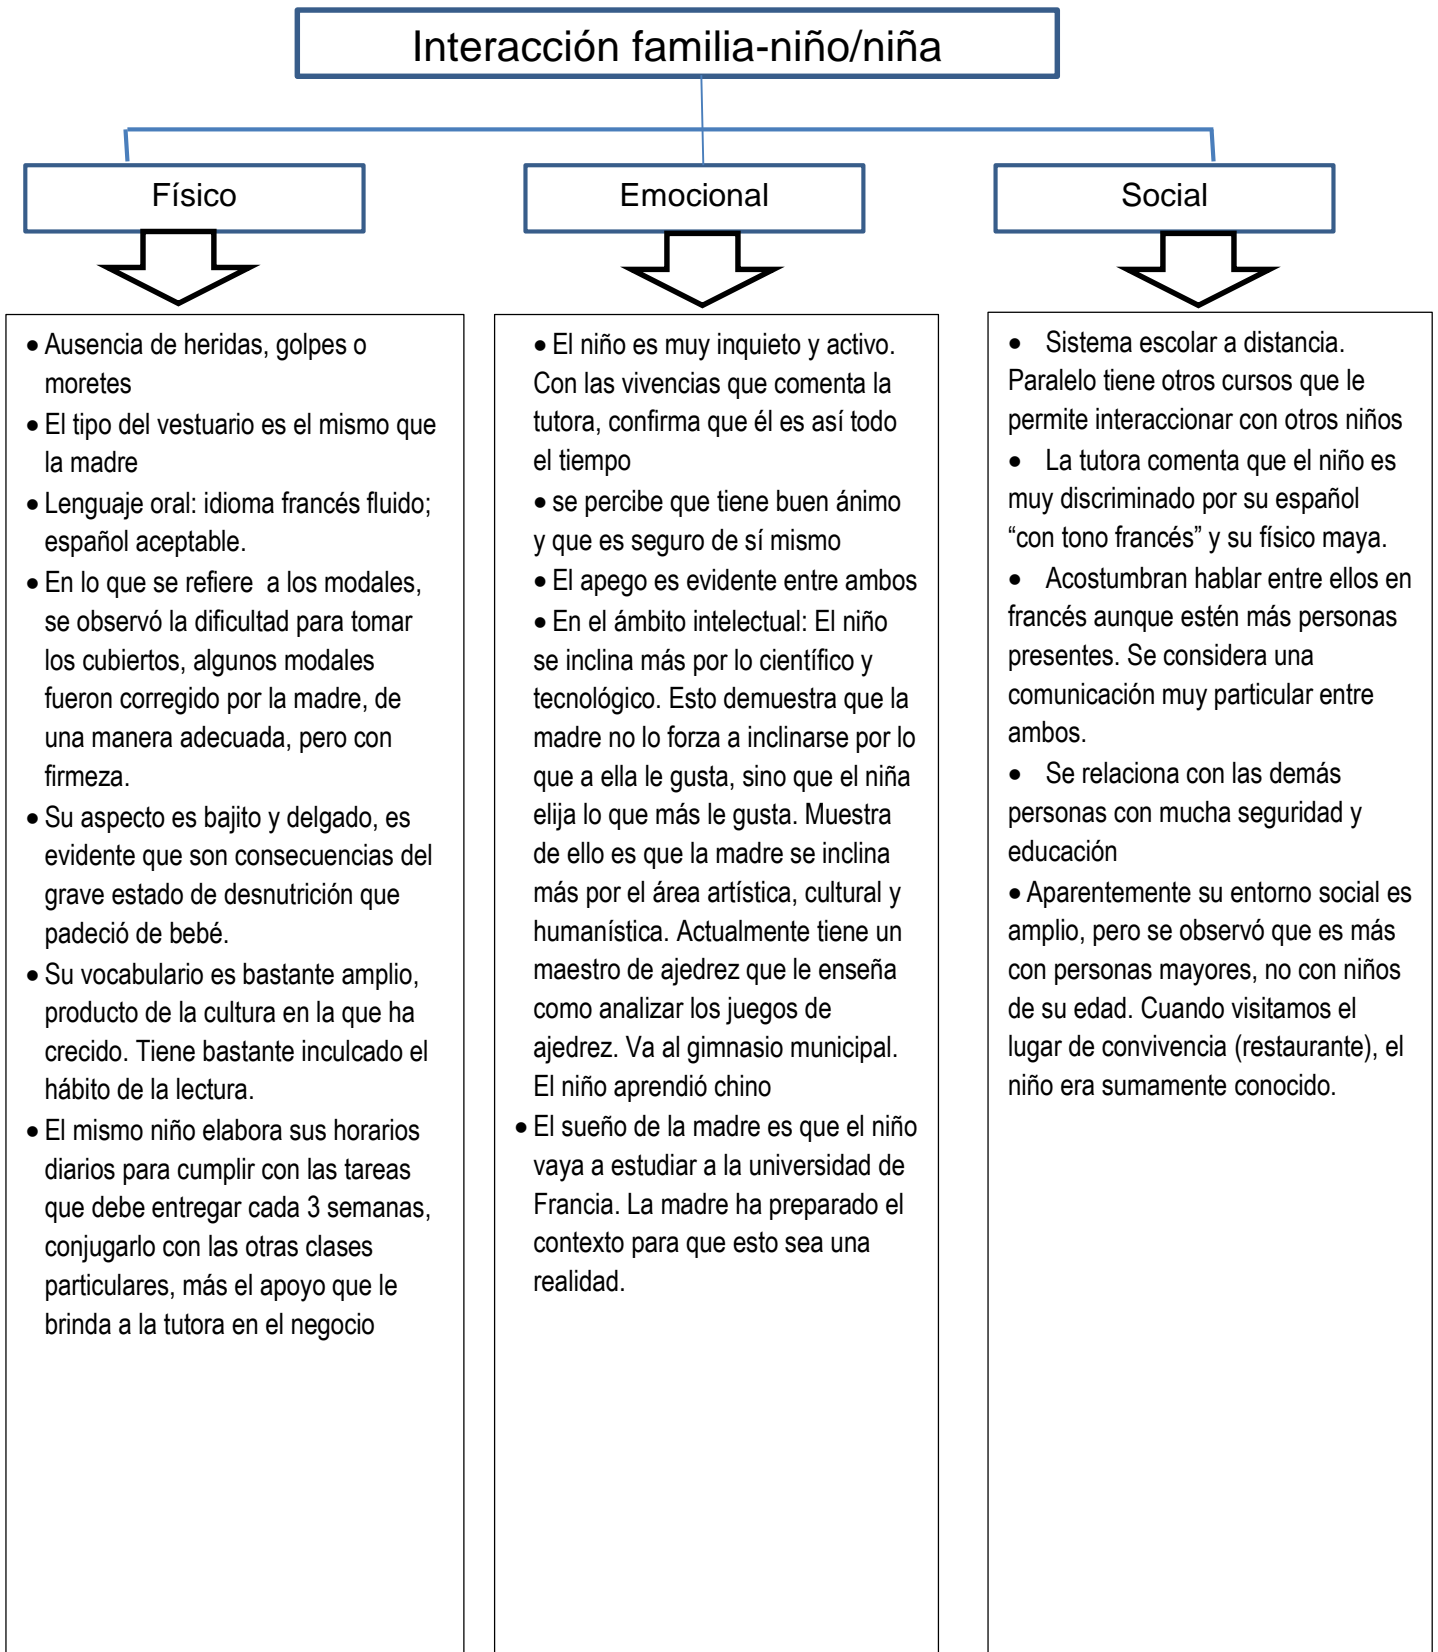 Interacción familia-niño/niña
Físico
Emocional
Social
• Ausencia de heridas, golpes o
moretes
• El tipo del vestuario es el mismo que
la madre
• Lenguaje oral: idioma francés fluido;
español aceptable.
• En lo que se refiere a los modales,
se observó la dificultad para tomar
los cubiertos, algunos modales
fueron corregido por la madre, de
una manera adecuada, pero con
firmeza.
• Su aspecto es bajito y delgado, es
evidente que son consecuencias del
grave estado de desnutrición que
padeció de bebé.
• Su vocabulario es bastante amplio,
producto de la cultura en la que ha
crecido. Tiene bastante inculcado el
hábito de la lectura.
• El mismo niño elabora sus horarios
diarios para cumplir con las tareas
que debe entregar cada 3 semanas,
conjugarlo con las otras clases
particulares, más el apoyo que le
brinda a la tutora en el negocio
• El niño es muy inquieto y activo.
Con las vivencias que comenta la
tutora, confirma que él es así todo
el tiempo
• se percibe que tiene buen ánimo
y que es seguro de sí mismo
• El apego es evidente entre ambos
• En el ámbito intelectual: El niño
se inclina más por lo científico y
tecnológico. Esto demuestra que la
madre no lo forza a inclinarse por lo
que a ella le gusta, sino que el niña
elija lo que más le gusta. Muestra
de ello es que la madre se inclina
más por el área artística, cultural y
humanística. Actualmente tiene un
maestro de ajedrez que le enseña
como analizar los juegos de
ajedrez. Va al gimnasio municipal.
El niño aprendió chino
• El sueño de la madre es que el niño
vaya a estudiar a la universidad de
Francia. La madre ha preparado el
contexto para que esto sea una
realidad.
• Sistema escolar a distancia.
Paralelo tiene otros cursos que le
permite interaccionar con otros niños
• La tutora comenta que el niño es
muy discriminado por su español
“con tono francés” y su físico maya.
• Acostumbran hablar entre ellos en
francés aunque estén más personas
presentes. Se considera una
comunicación muy particular entre
ambos.
• Se relaciona con las demás
personas con mucha seguridad y
educación
• Aparentemente su entorno social es
amplio, pero se observó que es más
con personas mayores, no con niños
de su edad. Cuando visitamos el
lugar de convivencia (restaurante), el
niño era sumamente conocido.